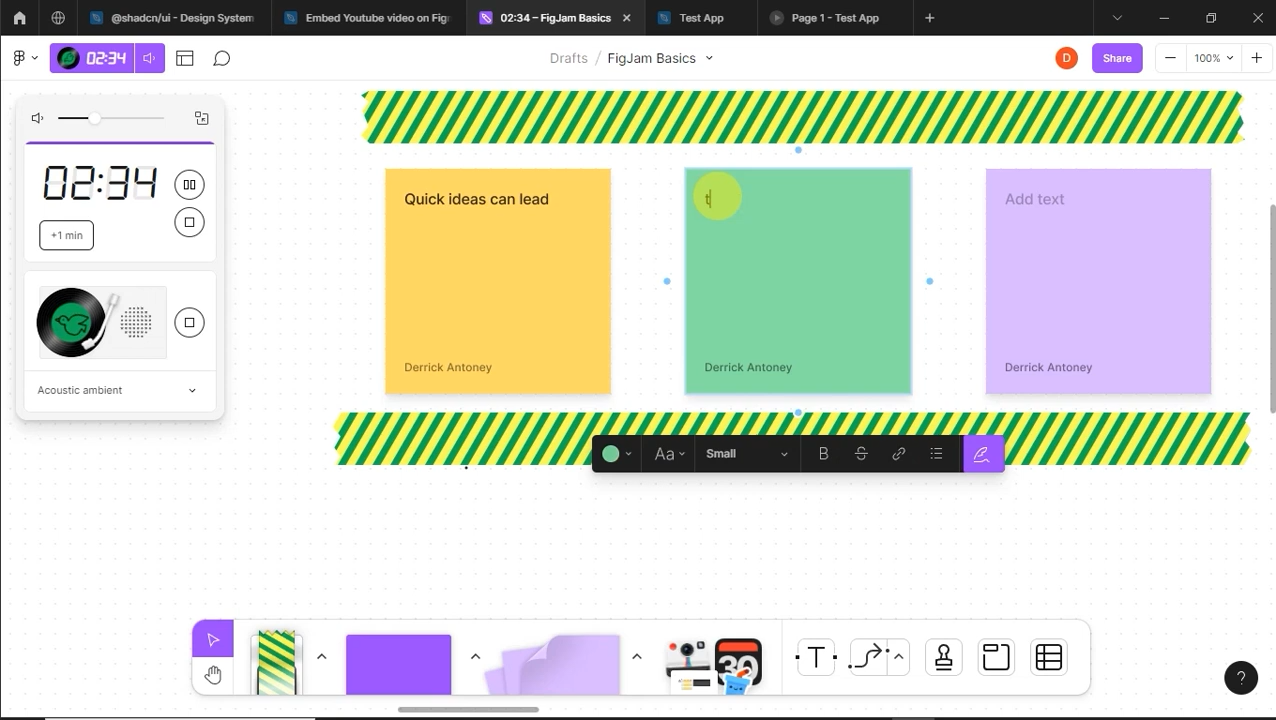 @shadcn/ui - Design System
Embed Youtube video on Figm
02:34 – FigJam Basics
Test App
Page 1 - Test App
02:34
Drafts / FigJam Basics
D
Share
100%
02:34
+1 min
Acoustic ambient
Quick ideas can lead
Derrick Antoney
t
Derrick Antoney
Add text
Derrick Antoney
Aa
Small
B
S
30
T
?